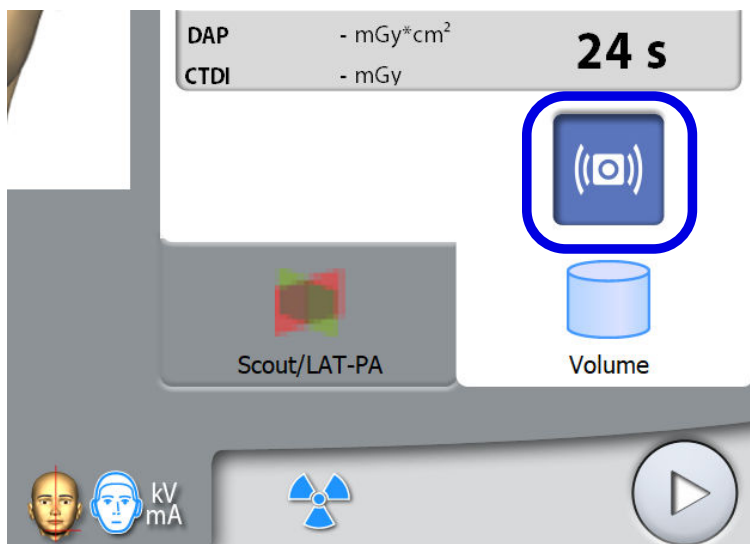 DAP - mGy*cm²
24 s
CTDI - mGy
Scout/LAT-PA
Volume
kV
mA